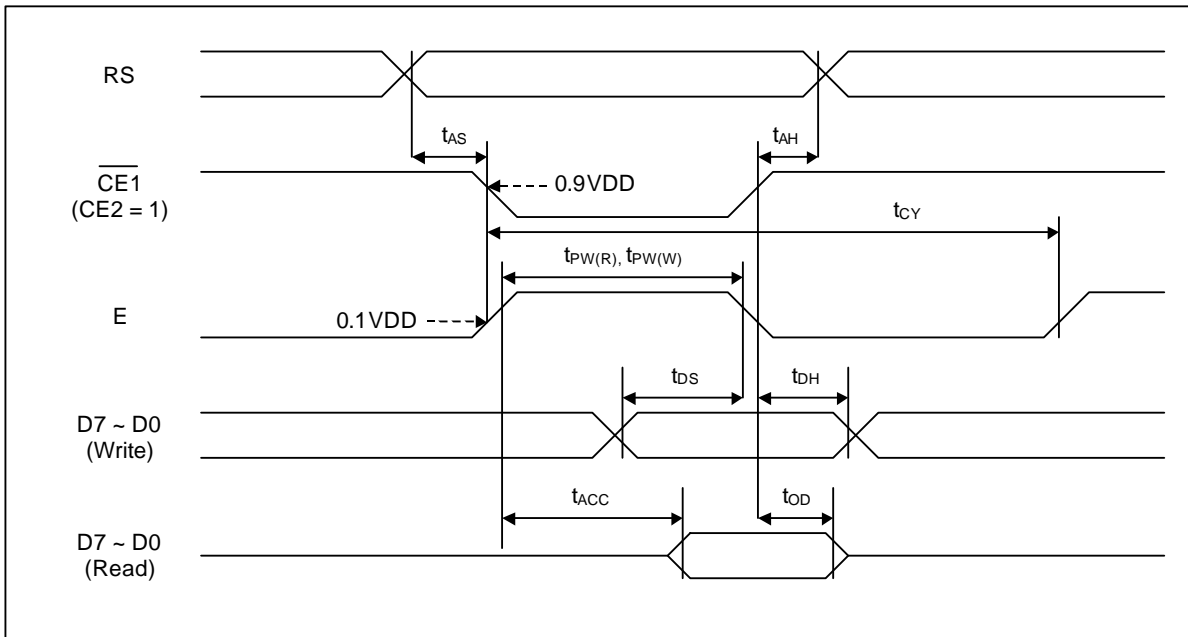 RS
tAS
tAH
CE1
(CE2 = 1)
0.9VDD
tCY
tPW(R), tPW(W)
E
0.1VDD
tDS
tDH
D7 ~ D0
(Write)
tACC
tOD
D7 ~ D0
(Read)